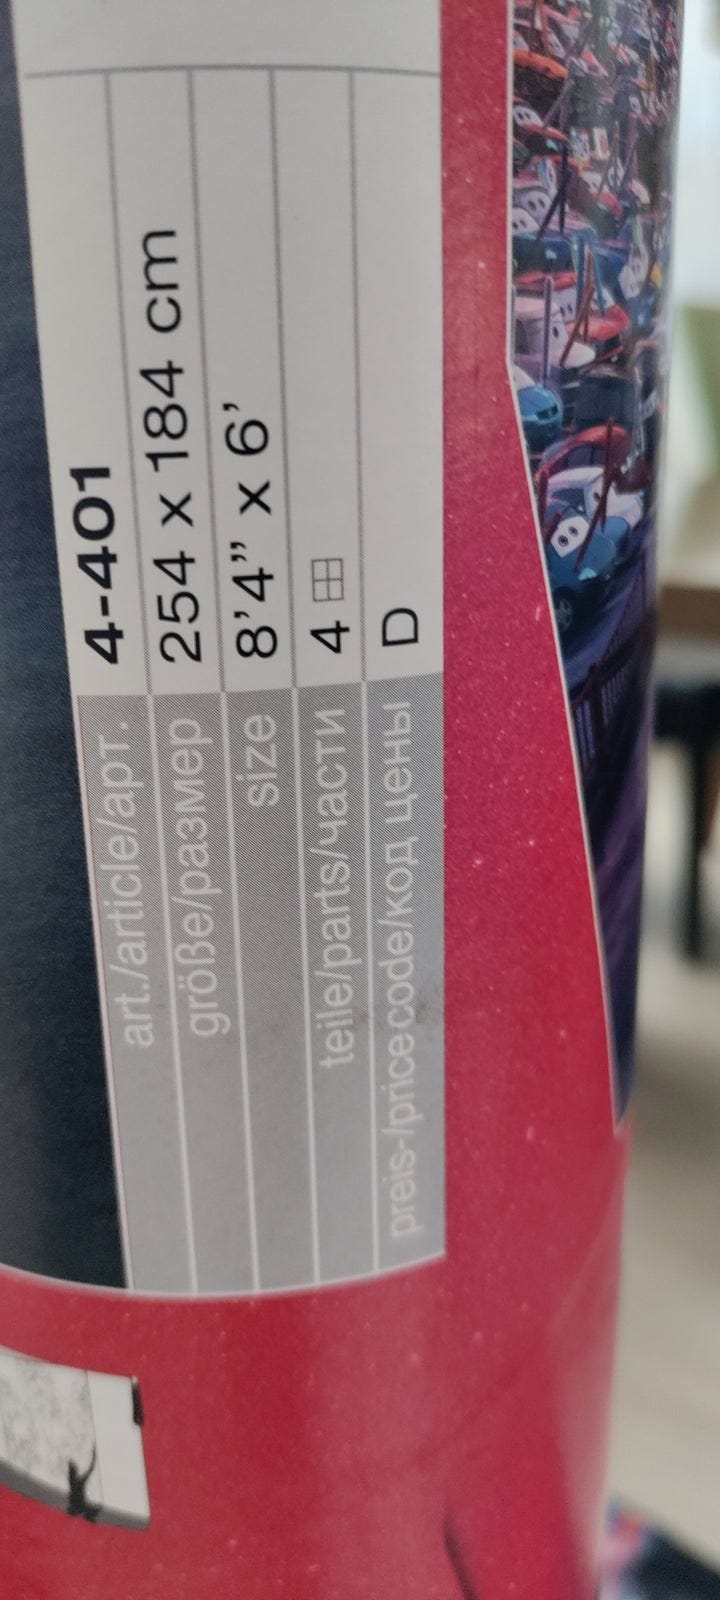 art./article/арт. 4-401
größe/размер 254 x 184 cm
size 8’4” x 6’
teile/parts/части 4
preis-/pricecode/код цены D